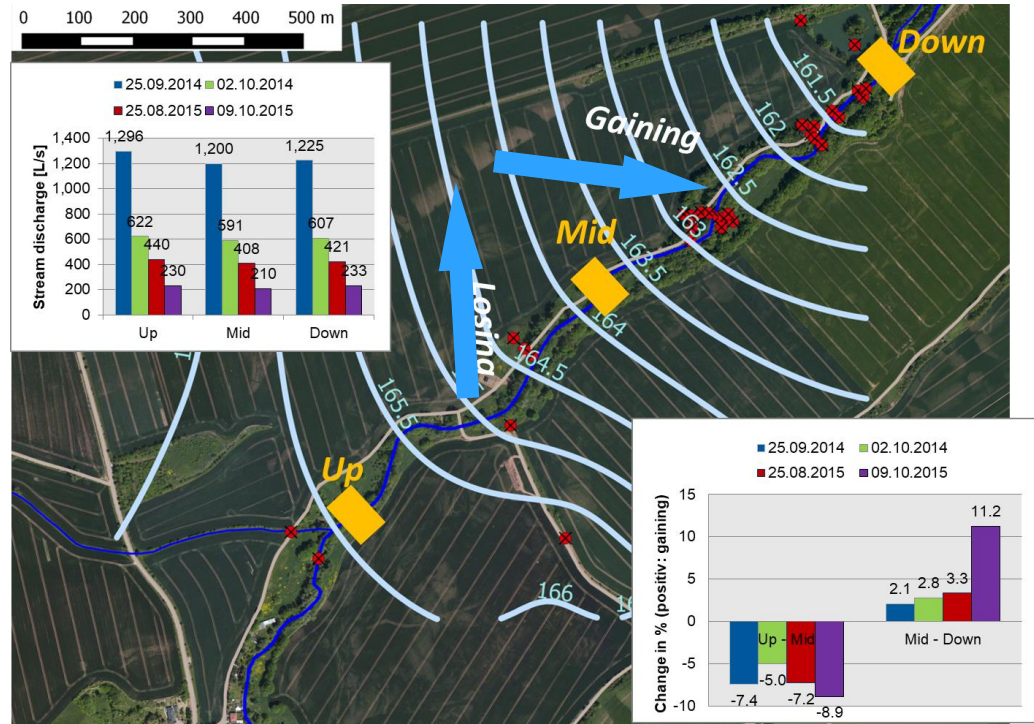 0 100 200 300 400 500 m
25.09.2014 02.10.2014
25.08.2015 09.10.2015
Stream discharge [L/s]
1,400
1,200
1,000
800
600
400
200
0
1,296 1,200 1,225
622 591 607
440 408 421
230 210 233
Up Mid Down
Down
161.5
162
Gaining
162.5
163
Mid
163.5
164
Losing
164.5
165.5
Up
166
25.09.2014 02.10.2014
25.08.2015 09.10.2015
Change in % (positiv: gaining)
15
10
5
0
-5
-10
11.2
2.1 2.8 3.3
Up - Mid Mid - Down
-7.4 -5.0 -7.2 -8.9